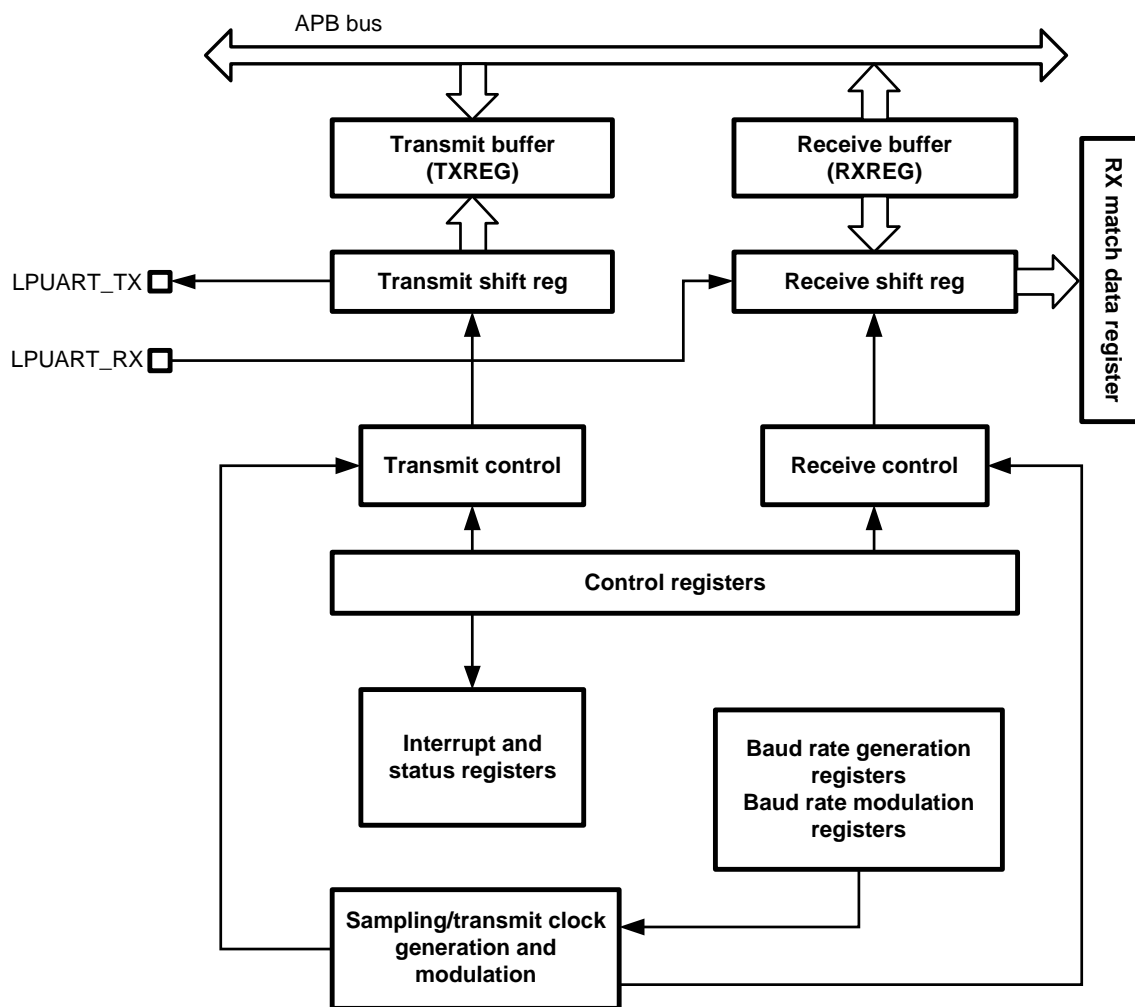 APB bus
Transmit buffer
(TXREG)
Receive buffer
(RXREG)
RX match data register
LPUART_TX
Transmit shift reg
Receive shift reg
LPUART_RX
Transmit control
Receive control
Control registers
Interrupt and
status registers
Baud rate generation
registers
Baud rate modulation
registers
Sampling/transmit clock
generation and
modulation